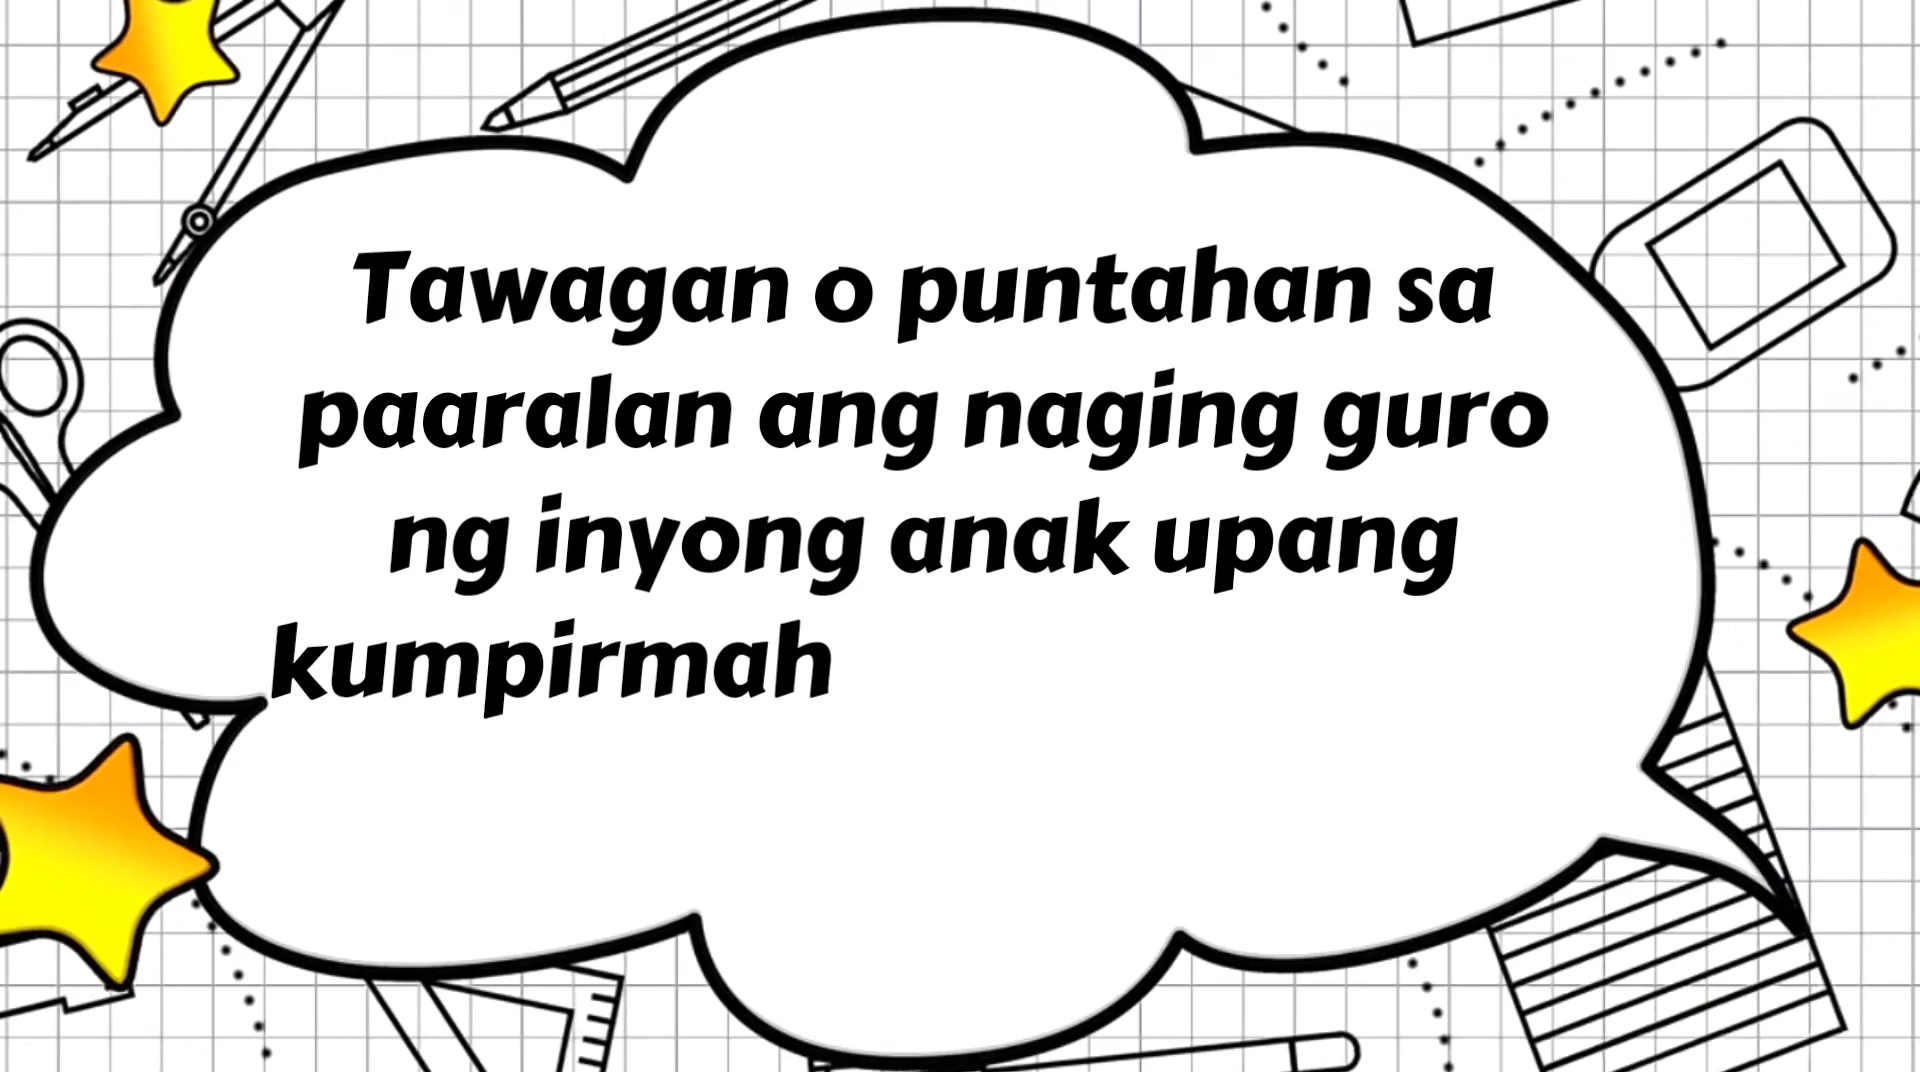 Tawagan o puntahan sa
paaralan ang naging guro
ng inyong anak upang
kumpirmah